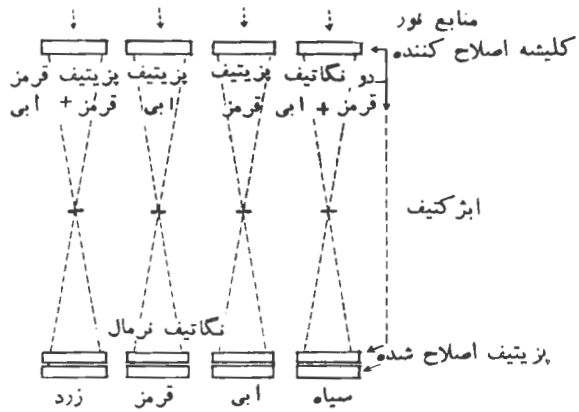 منابع نور
کلیشه اصلاح کننده
دو نگاتیف
قرمز + ابی
پزیتیف
قرمز
پزیتیف
ابی
پزیتیف قرمز
قرمز + ابی
ابژکتیف
نگاتیف نرمال
پزیتیف اصلاح شده
سیاه
ابی
قرمز
زرد